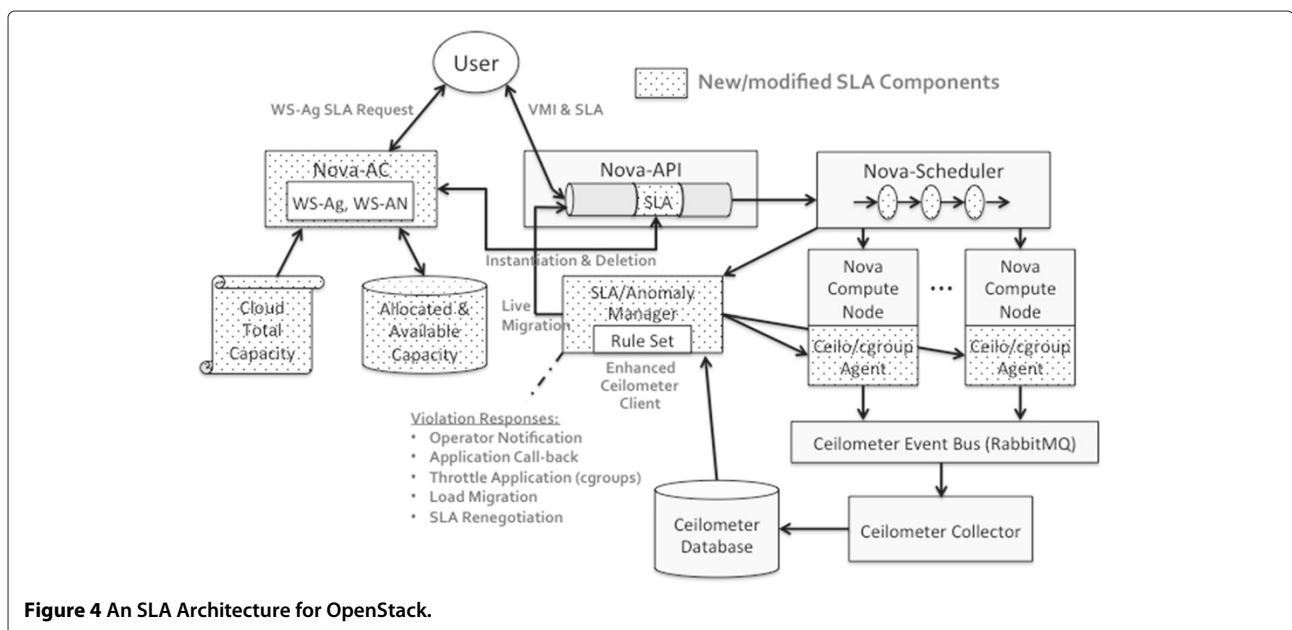 User
New/modified SLA Components
WS-Ag SLA Request
VMI & SLA
Nova-AC
WS-Ag, WS-AN
Nova-API
SLA
Nova-Scheduler
Instantiation & Deletion
Cloud
Total
Capacity
Allocated &
Available
Capacity
Live
Migration
SLA/Anomaly
Manager
Rule Set
Enhanced
Ceilometer
Client
Nova
Compute
Node
...
Nova
Compute
Node
Ceilo/cgroup
Agent
Ceilo/cgroup
Agent
Violation Responses:
• Operator Notification
• Application Call-back
• Throttle Application (cgroups)
• Load Migration
• SLA Renegotiation
Ceilometer Event Bus (RabbitMQ)
Ceilometer
Database
Ceilometer Collector
Figure 4 An SLA Architecture for OpenStack.